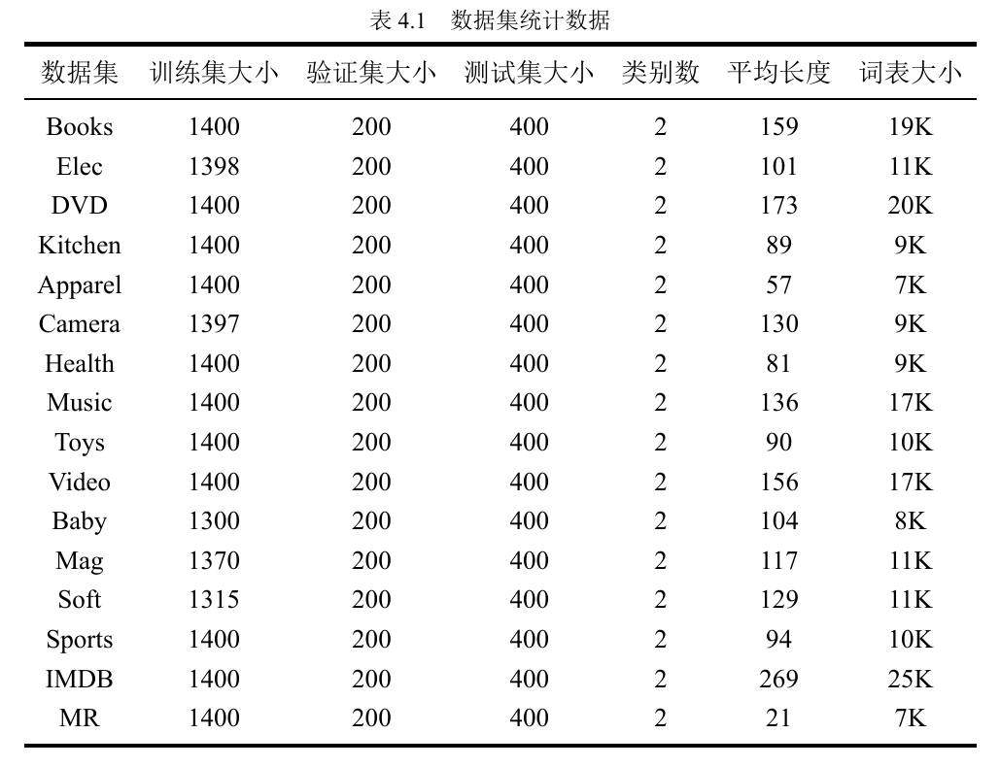 表 4.1 数据集统计数据
数据集 训练集大小 验证集大小 测试集大小 类别数 平均长度 词表大小
Books 1400 200 400 2 159 19K
Elec 1398 200 400 2 101 11K
DVD 1400 200 400 2 173 20K
Kitchen 1400 200 400 2 89 9K
Apparel 1400 200 400 2 57 7K
Camera 1397 200 400 2 130 9K
Health 1400 200 400 2 81 9K
Music 1400 200 400 2 136 17K
Toys 1400 200 400 2 90 10K
Video 1400 200 400 2 156 17K
Baby 1300 200 400 2 104 8K
Mag 1370 200 400 2 117 11K
Soft 1315 200 400 2 129 11K
Sports 1400 200 400 2 94 10K
IMDB 1400 200 400 2 269 25K
MR 1400 200 400 2 21 7K